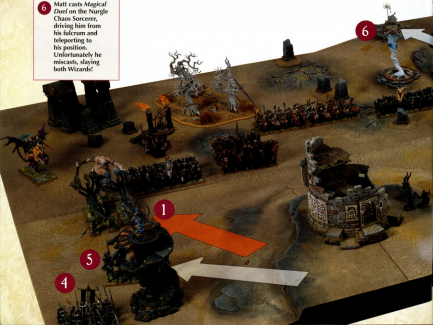 6 Matt casts Magical
Duel on the Nurgle
Chaos Sorcerer,
driving him from
his fulcrum and
teleporting to
his position.
Unfortunately he
miscasts, slaying
both Wizards!
6
1
5
4